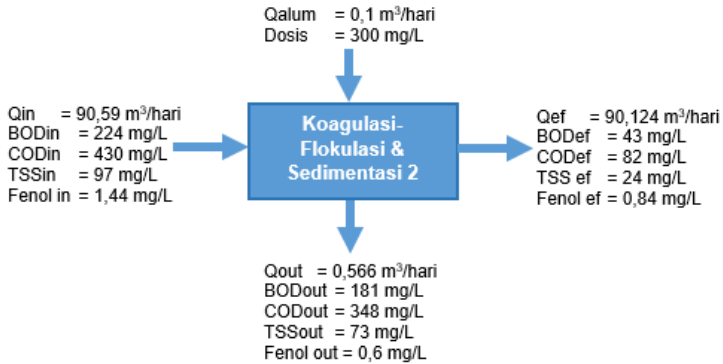 Qalum = 0,1 m³/hari
Dosis = 300 mg/L
Qin = 90,59 m³/hari
BODin = 224 mg/L
CODin = 430 mg/L
TSSin = 97 mg/L
Fenol in = 1,44 mg/L
Koagulasi-
Flokulasi &
Sedimentasi 2
Qef = 90,124 m³/hari
BODef = 43 mg/L
CODef = 82 mg/L
TSS ef = 24 mg/L
Fenol ef = 0,84 mg/L
Qout = 0,566 m³/hari
BODout = 181 mg/L
CODout = 348 mg/L
TSSout = 73 mg/L
Fenol out = 0,6 mg/L